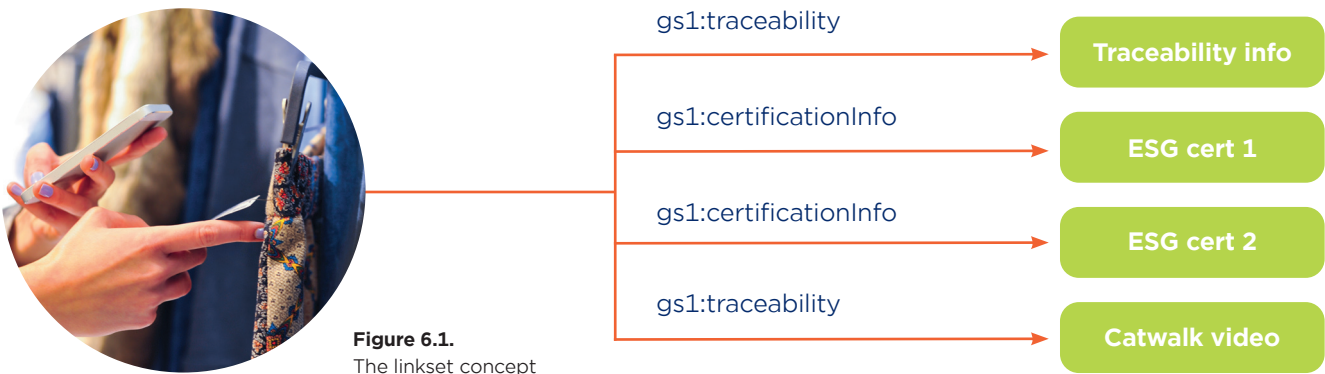 gs1:traceability
Traceability info
gs1:certificationInfo
ESG cert 1
gs1:certificationInfo
ESG cert 2
gs1:traceability
Catwalk video
Figure 6.1.
The linkset concept